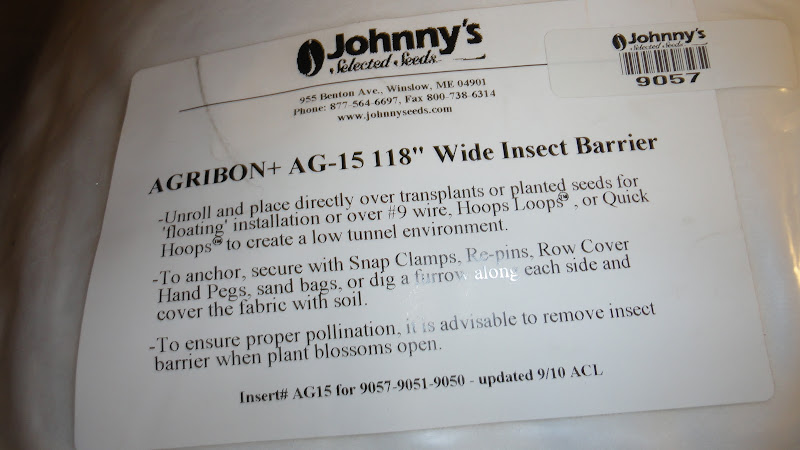 Johnny's
Selected Seeds
955 Benton Ave., Winslow, ME 04901
Phone: 877-564-6697, Fax 800-738-6314
www.johnnyseeds.com
Johnny's
Selected Seeds
9057
AGRIBON+ AG-15 118" Wide Insect Barrier
-Unroll and place directly over transplants or planted seeds for
'floating' installation or over #9 wire, Hoops Loops®, or Quick
Hoops™ to create a low tunnel environment.
-To anchor, secure with Snap Clamps, Re-pins, Row Cover
Hand Pegs, sand bags, or dig a furrow along each side and
cover the fabric with soil.
-To ensure proper pollination, it is advisable to remove insect
barrier when plant blossoms open.
Insert# AG15 for 9057-9051-9050 - updated 9/10 ACL